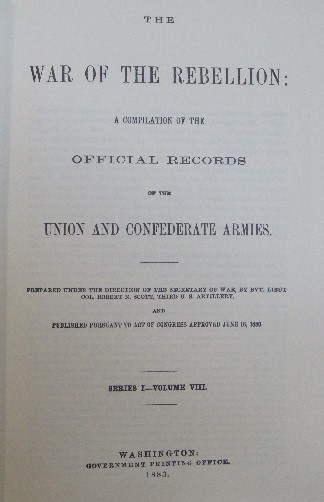 THE
WAR OF THE REBELLION:
A COMPILATION OF THE
OFFICIAL RECORDS
OF THE
UNION AND CONFEDERATE ARMIES.
PREPARED UNDER THE DIRECTION OF THE SECRETARY OF WAR, BY BVT. LIEUT.
COL. ROBERT N. SCOTT, THIRD U. S. ARTILLERY,
AND
PUBLISHED PURSUANT TO ACT OF CONGRESS APPROVED JUNE 16, 1880.
SERIES I—VOLUME VIII.
WASHINGTON:
GOVERNMENT PRINTING OFFICE.
1883.